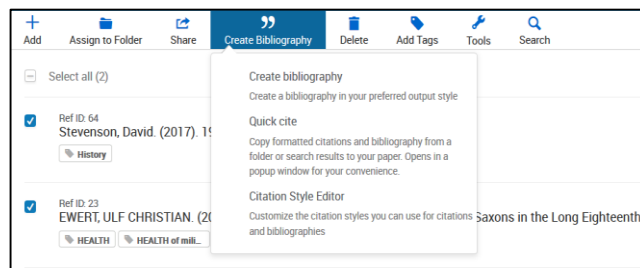 Add Assign to Folder Share Create Bibliography Delete Add Tags Tools Search
Select all (2)
Create bibliography
Create a bibliography in your preferred output style
Quick cite
Copy formatted citations and bibliography from a
folder or search results to your paper. Opens in a
popup window for your convenience.
Citation Style Editor
Customize the citation styles you can use for citations
and bibliographies
Ref ID: 64
Stevenson, David. (2017). 19
History
Ref ID: 23
EWERT, ULF CHRISTIAN. (20 Saxons in the Long Eighteenth
HEALTH HEALTH of mili...